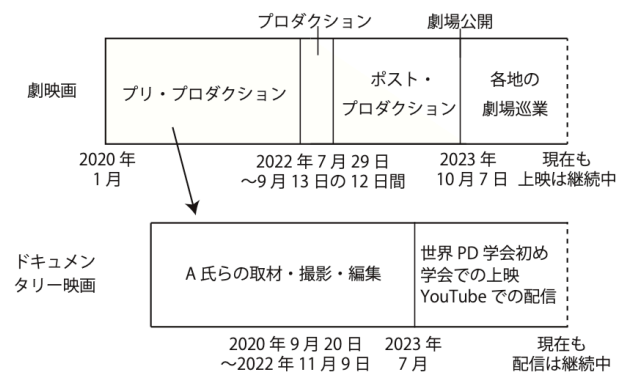 プロダクション
劇場公開
劇映画
プリ・プロダクション
ポスト・
プロダクション
各地の
劇場巡業
2020 年
1 月
2022 年 7 月 29 日
〜9 月 13 日の 12 日間
2023 年
10 月 7 日
現在も
上映は継続中
ドキュメン
タリー映画
A 氏らの取材・撮影・編集
世界 PD 学会初め
学会での上映
YouTube での配信
2020 年 9 月 20 日
〜2022 年 11 月 9 日
2023 年
7 月
現在も
配信は継続中